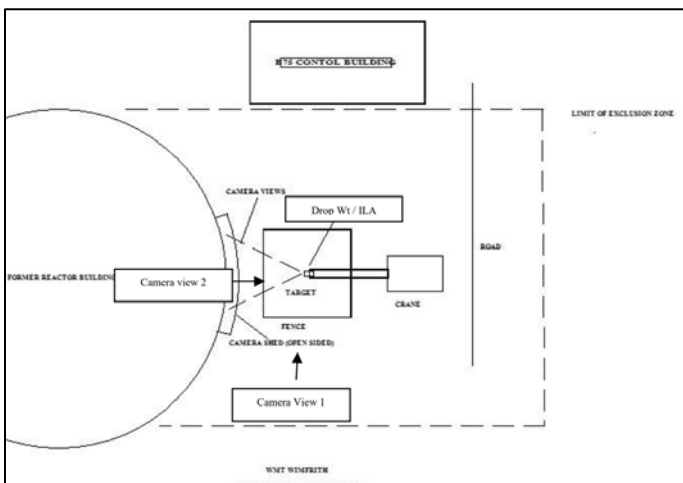 B75 CONTOL BUILDING
LIMIT OF EXCLUSION ZONE
CAMERA VIEWS
Drop Wt / ILA
ROAD
FORMER REACTOR BUILDING
Camera view 2
TARGET
CRANE
FENCE
CAMERA SHED (OPEN SIDED)
Camera View 1
WMT WIMFRITH